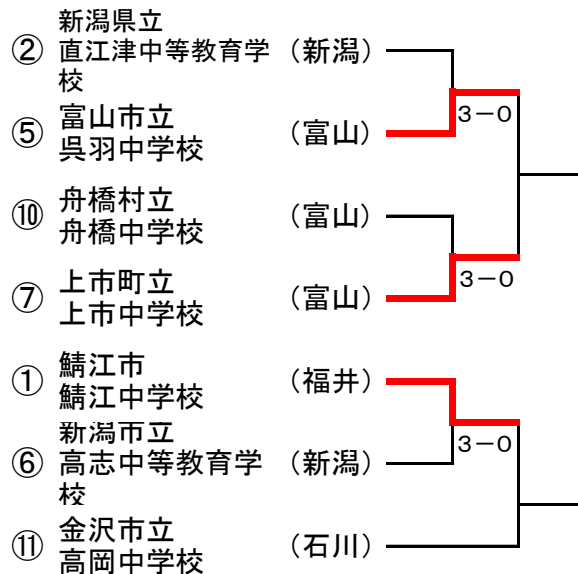 ② 新潟県立
直江津中等教育学
校 （新潟）
⑤ 富山市立
呉羽中学校 （富山）
3－0
⑩ 舟橋村立
舟橋中学校 （富山）
⑦ 上市町立
上市中学校 （富山）
3－0
① 鯖江市
鯖江中学校 （福井）
⑥ 新潟市立
高志中等教育学
校 （新潟）
3－0
⑪ 金沢市立
高岡中学校 （石川）